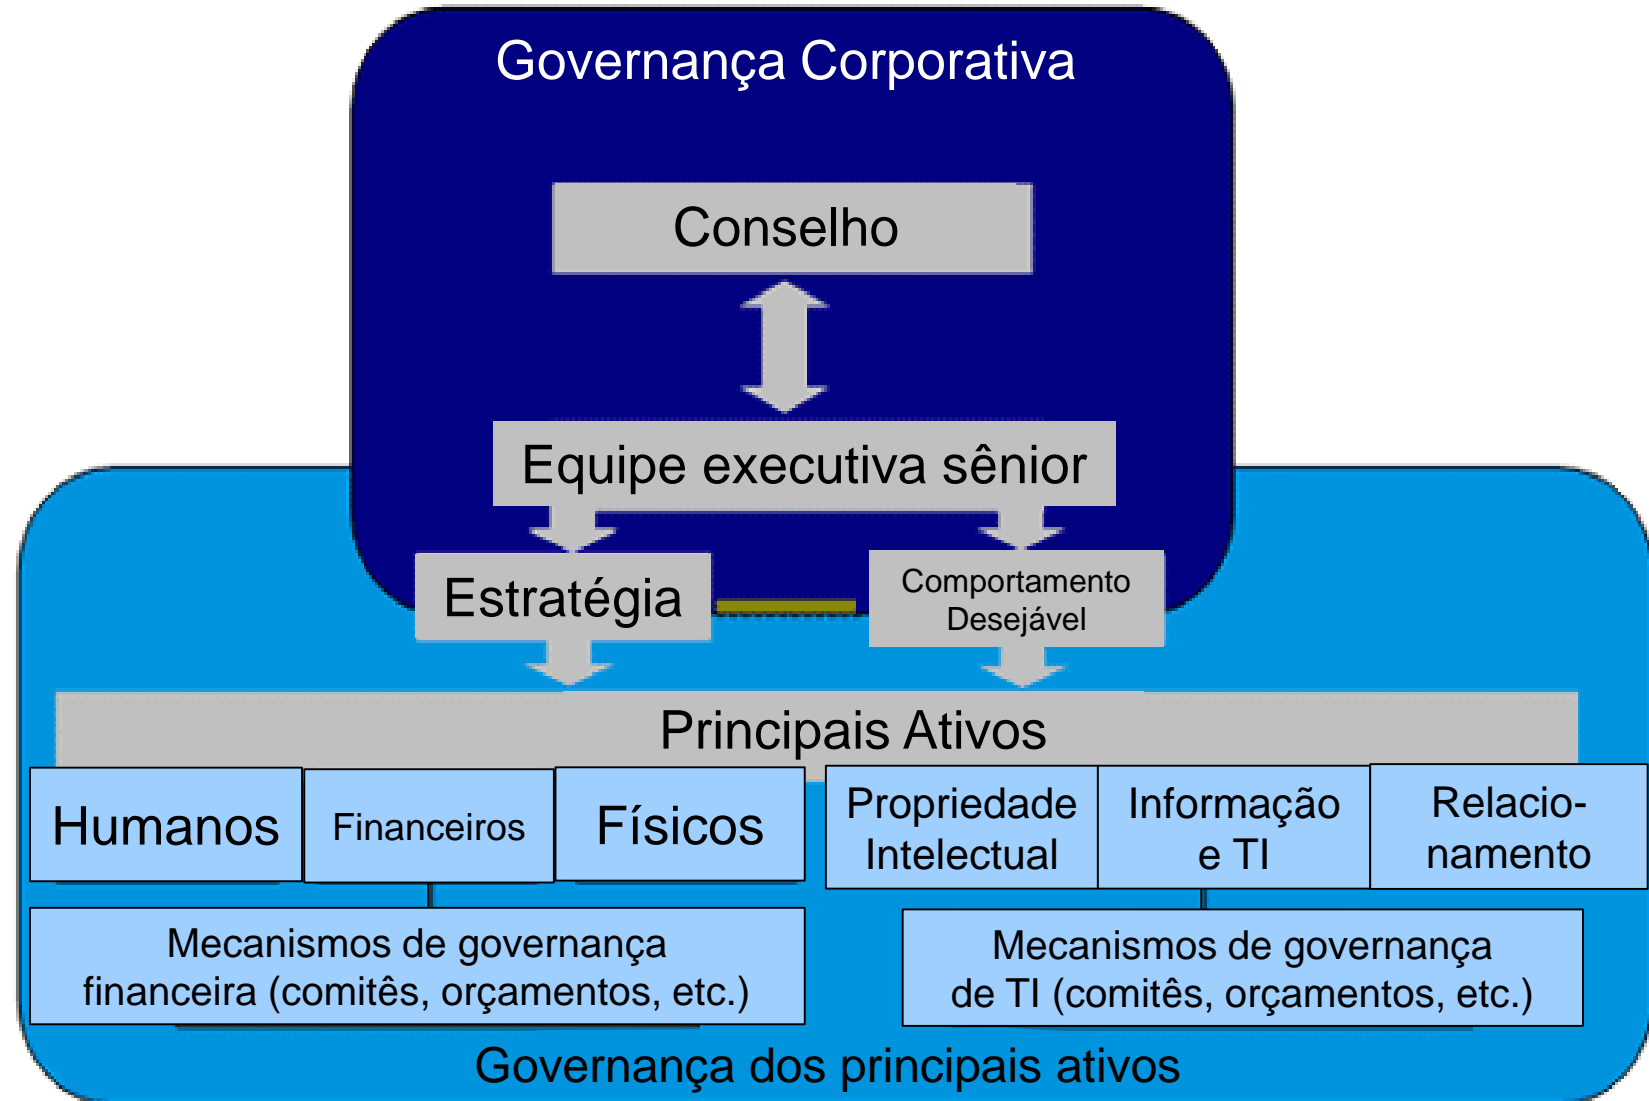 Governança Corporativa
Conselho
Equipe executiva sênior
Estratégia
Comportamento
Desejável
Principais Ativos
Humanos
Financeiros
Físicos
Propriedade
Intelectual
Informação
e TI
Relacio-
namento
Mecanismos de governança
financeira (comitês, orçamentos, etc.)
Mecanismos de governança
de TI (comitês, orçamentos, etc.)
Governança dos principais ativos